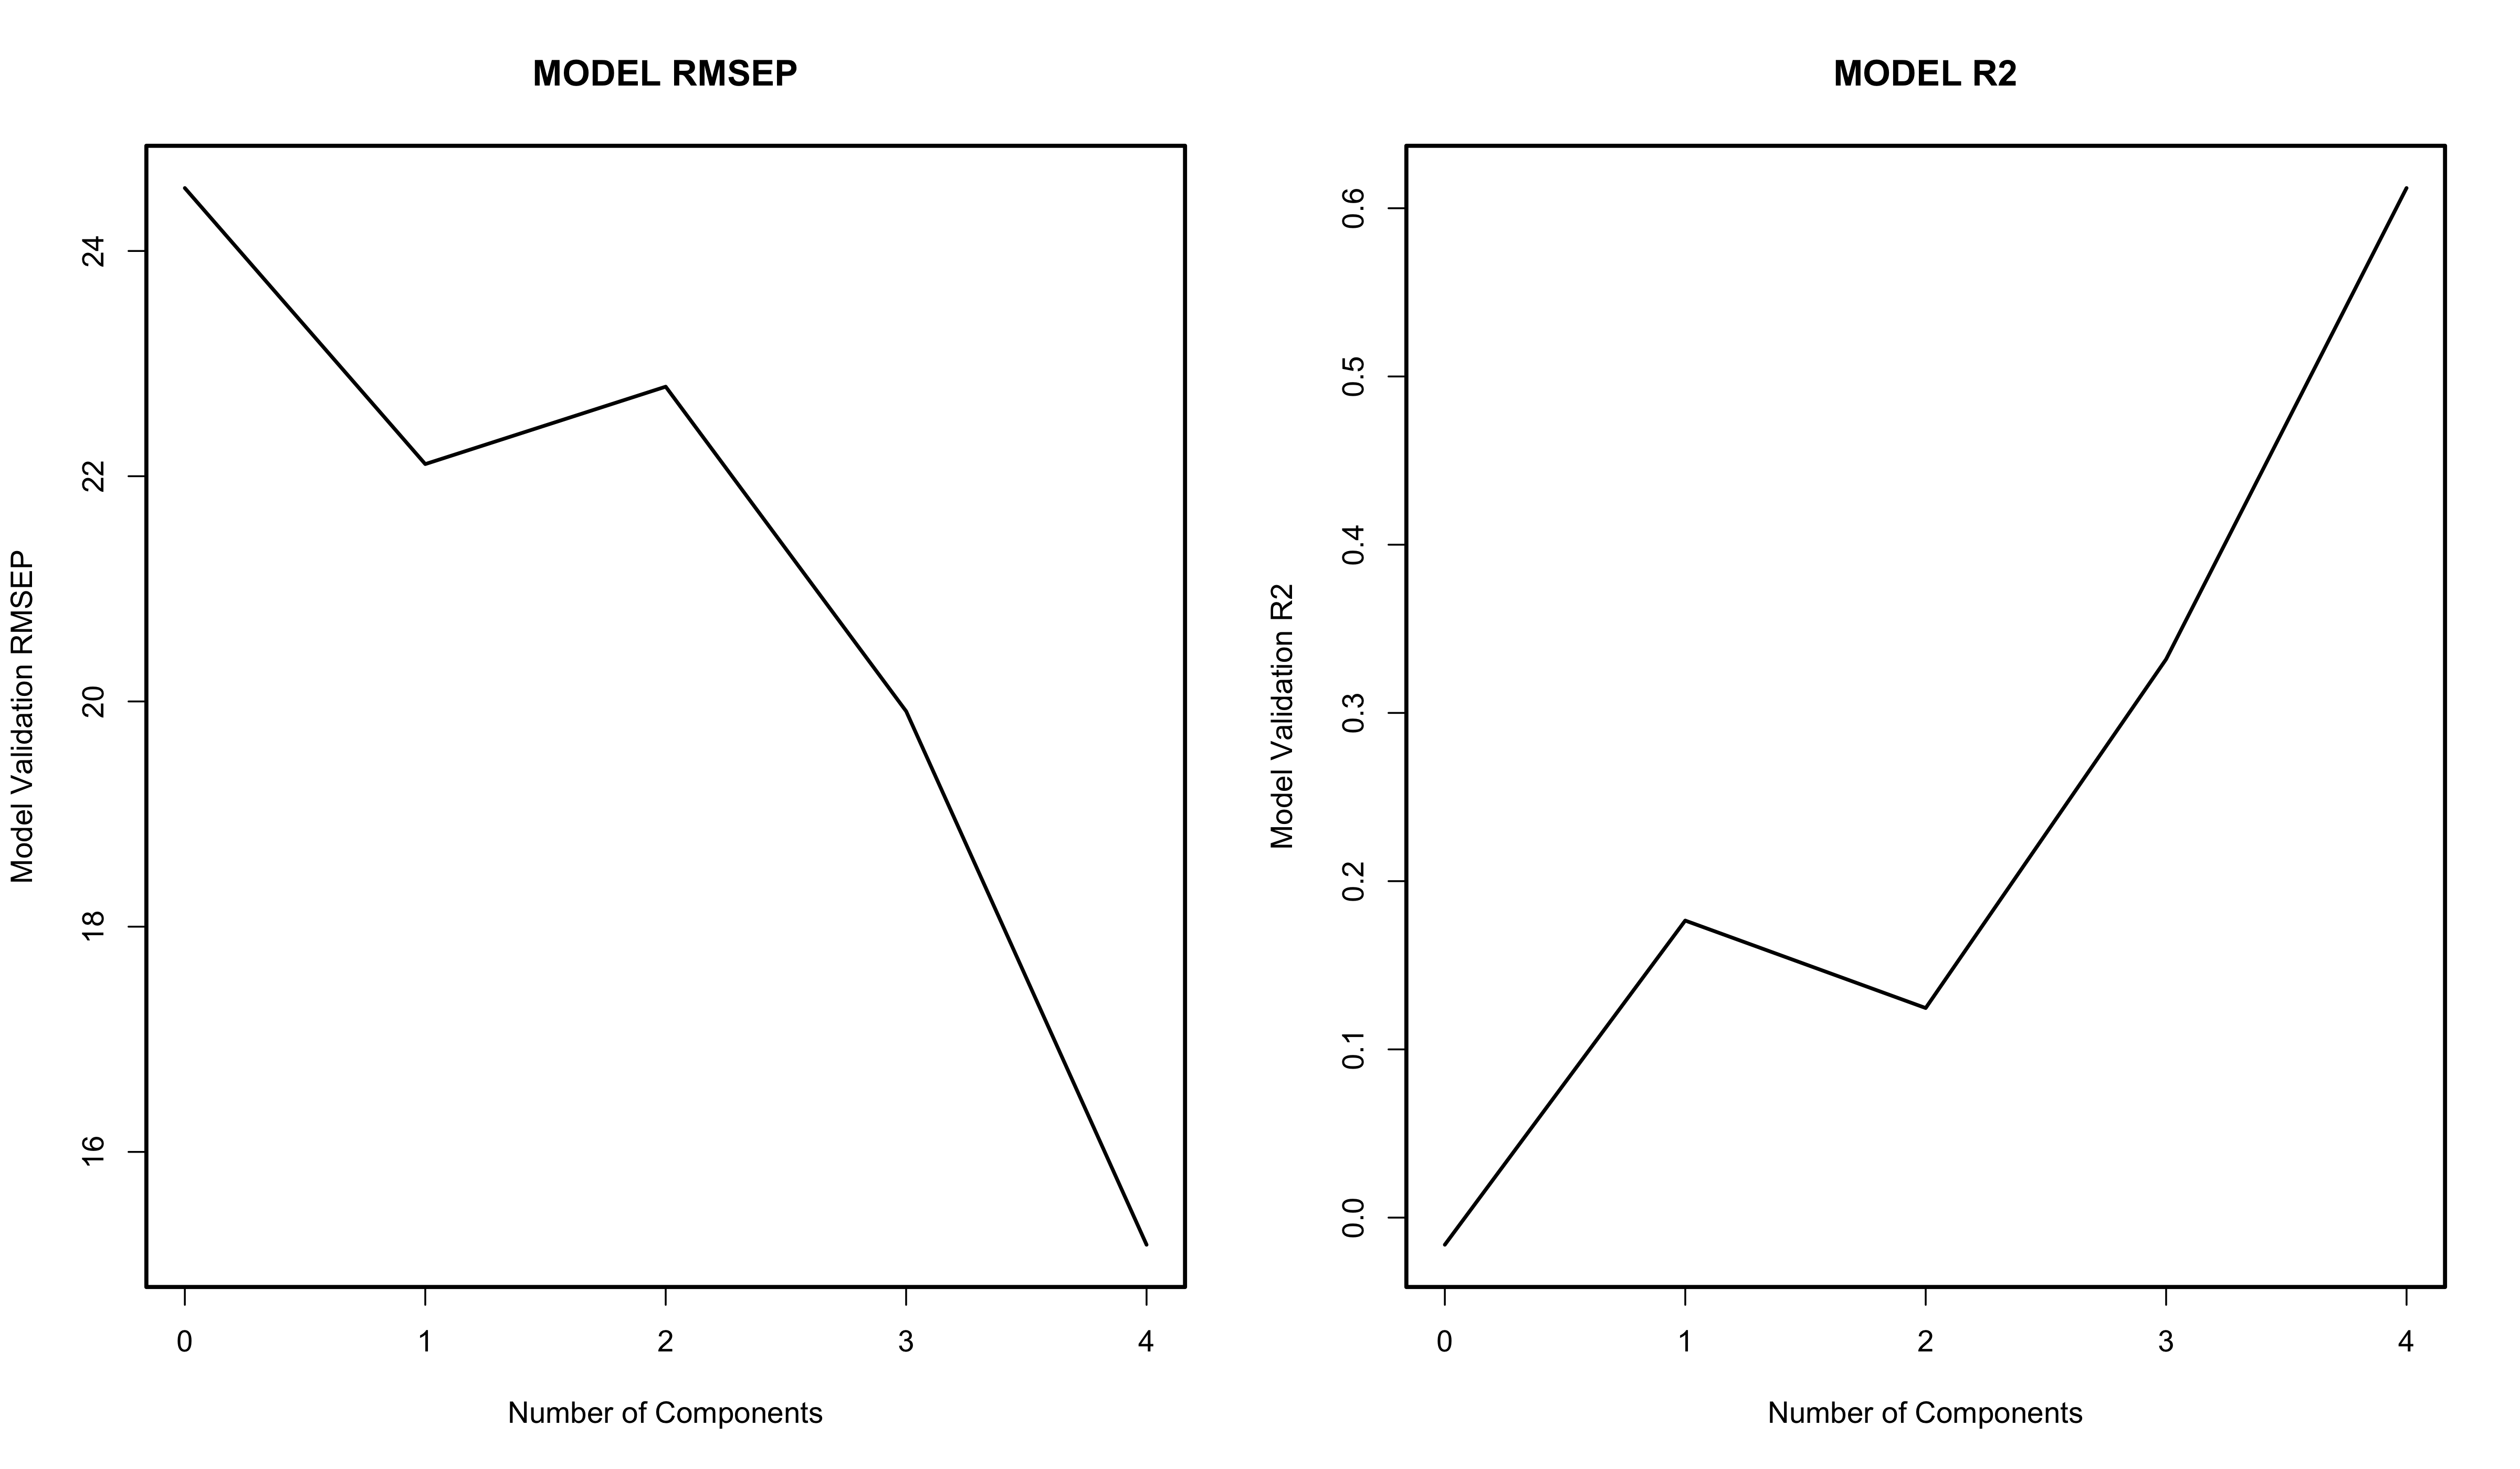 MODEL RMSEP
Model Validation RMSEP
24
22
20
18
16
0 1 2 3 4
Number of Components
MODEL R2
Model Validation R2
0.6
0.5
0.4
0.3
0.2
0.1
0.0
0 1 2 3 4
Number of Components